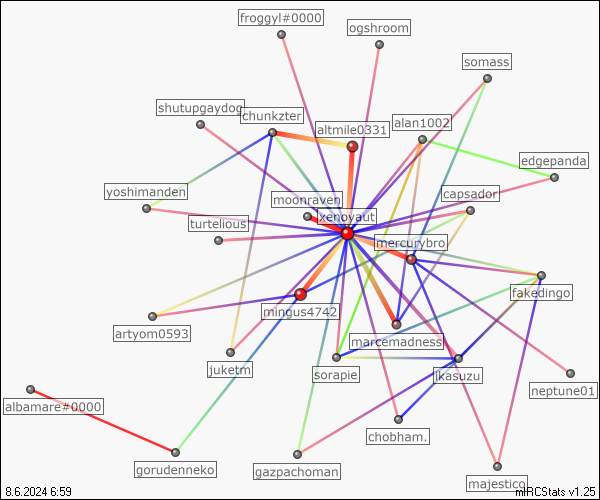 froggyl#0000
ogshroom
somass
shutupgaydog
chunkzter
altmile0331
alan1002
edgepanda
yoshimanden
moonraven
capsador
xenoyaut
turtelious
mercurybro
fakedingo
mingus4742
artyom0593
marcemadness
juketm
sorapie
ikasuzu
neptune01
albamare#0000
chobham.
gorudenneko
gazpachoman
majestico
8.6.2024 6:59
mIRCStats v1.25